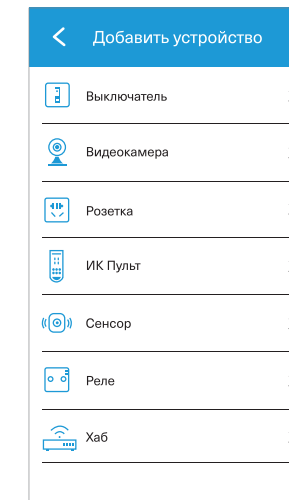 Добавить устройство
Выключатель
Видеокамера
Розетка
ИК Пульт
Сенсор
Реле
Хаб